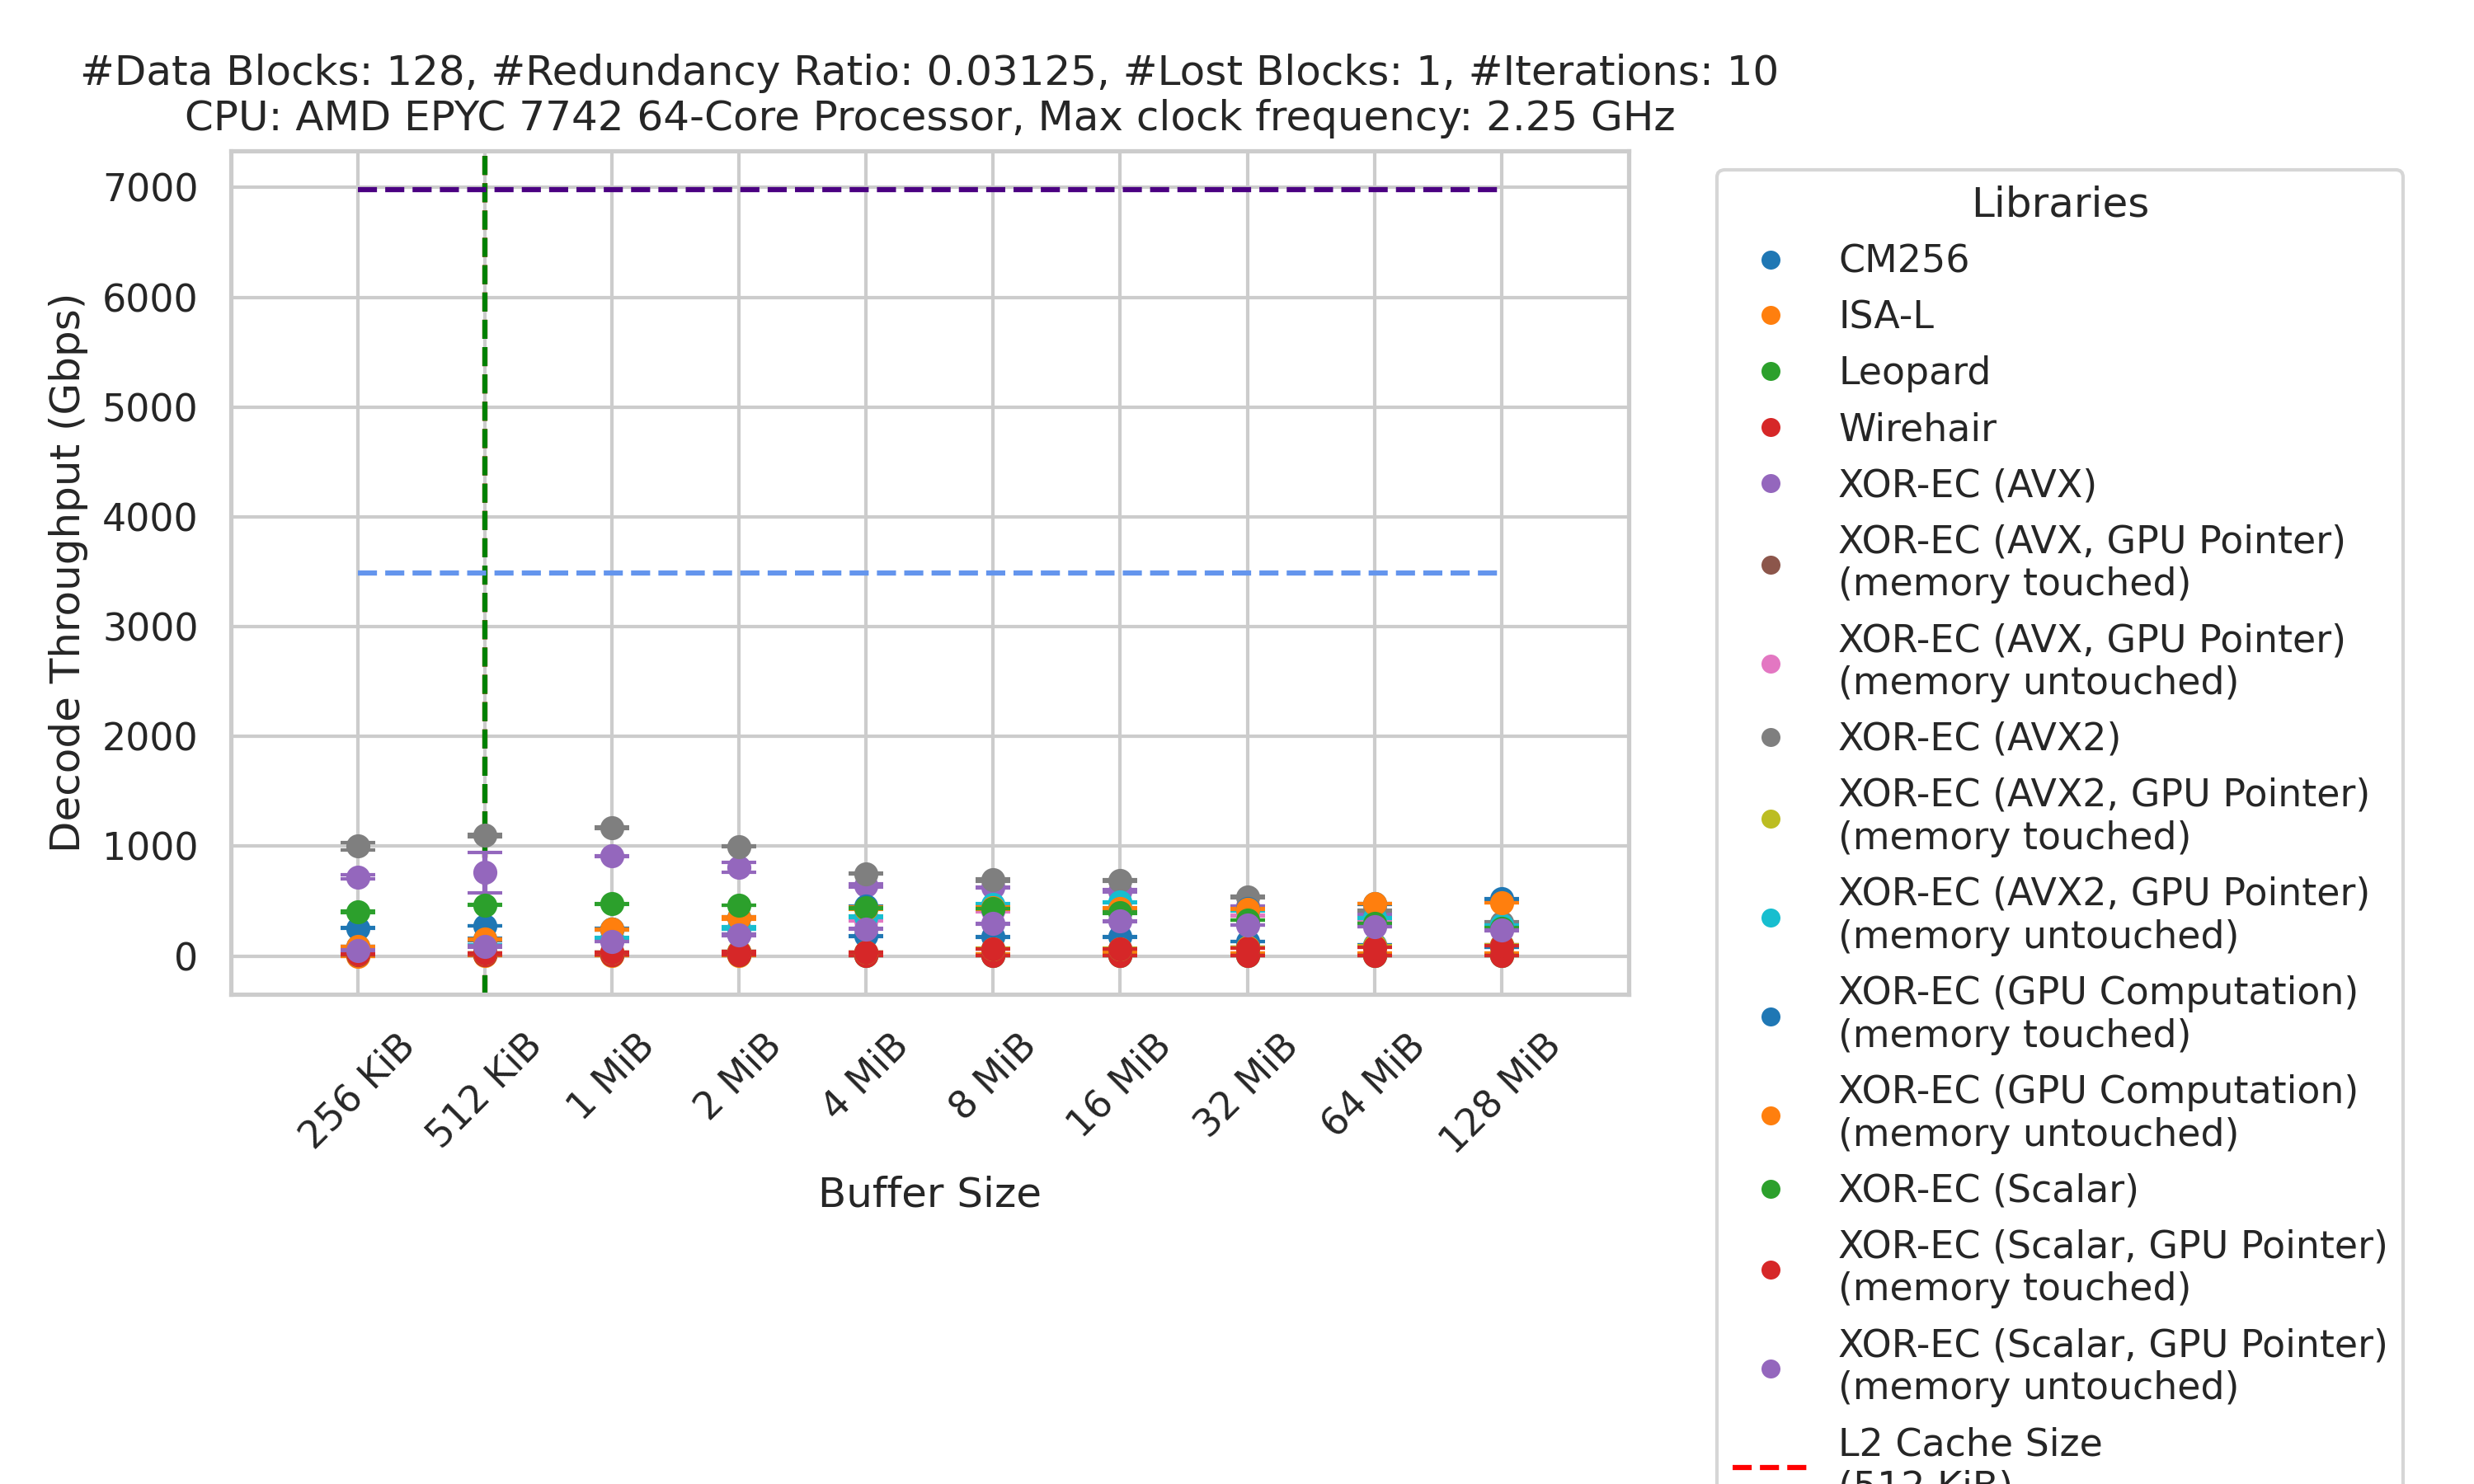 #Data Blocks: 128, #Redundancy Ratio: 0.03125, #Lost Blocks: 1, #Iterations: 10
CPU: AMD EPYC 7742 64-Core Processor, Max clock frequency: 2.25 GHz
Decode Throughput (Gbps)
7000
6000
5000
4000
3000
2000
1000
0
256 KiB
512 KiB
1 MiB
2 MiB
4 MiB
8 MiB
16 MiB
32 MiB
64 MiB
128 MiB
Buffer Size
Libraries
CM256
ISA-L
Leopard
Wirehair
XOR-EC (AVX)
XOR-EC (AVX, GPU Pointer)
(memory touched)
XOR-EC (AVX, GPU Pointer)
(memory untouched)
XOR-EC (AVX2)
XOR-EC (AVX2, GPU Pointer)
(memory touched)
XOR-EC (AVX2, GPU Pointer)
(memory untouched)
XOR-EC (GPU Computation)
(memory touched)
XOR-EC (GPU Computation)
(memory untouched)
XOR-EC (Scalar)
XOR-EC (Scalar, GPU Pointer)
(memory touched)
XOR-EC (Scalar, GPU Pointer)
(memory untouched)
L2 Cache Size
(512 KiB)